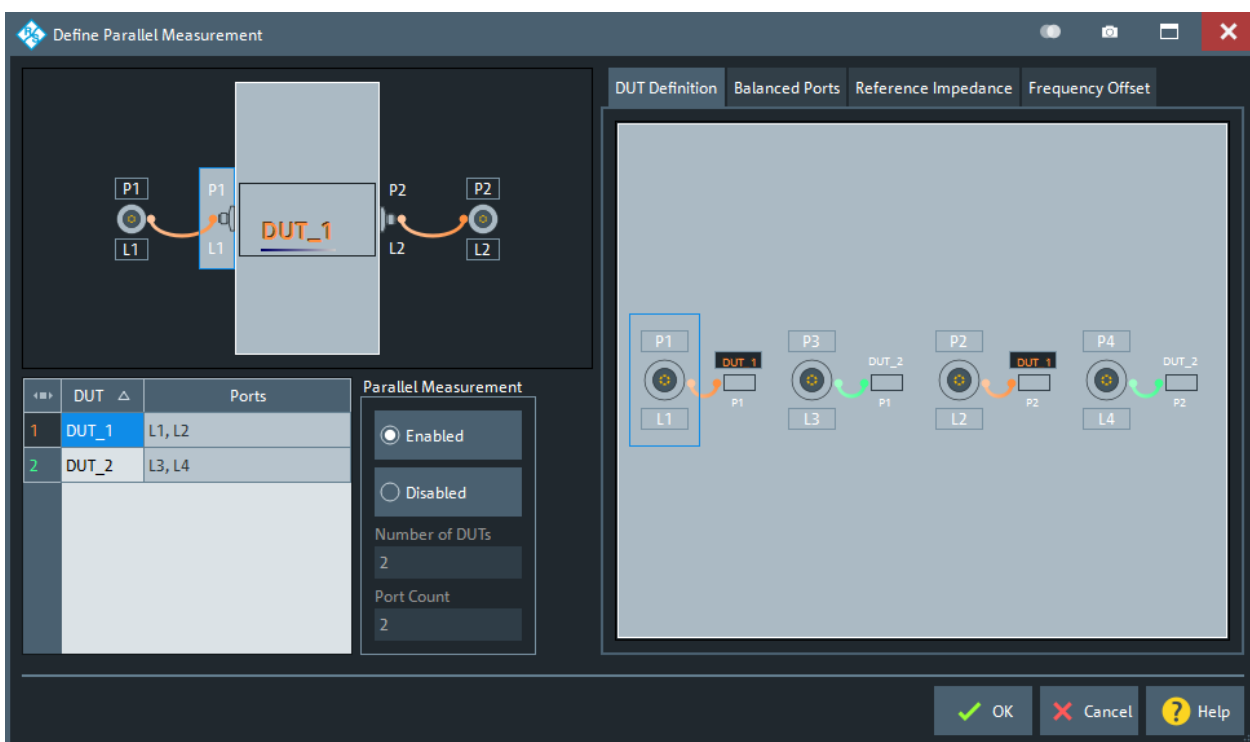 Define Parallel Measurement
P1
L1
P1
L1
DUT_1
P2
L2
P2
L2
DUT Definition Balanced Ports Reference Impedance Frequency Offset
P1
L1
DUT_1
P1
P3
L3
DUT_2
P1
P2
L2
DUT_1
P2
P4
L4
DUT_2
P2
DUT Ports
1 DUT_1 L1, L2
2 DUT_2 L3, L4
Parallel Measurement
Enabled
Disabled
Number of DUTs
2
Port Count
2
OK Cancel ? Help